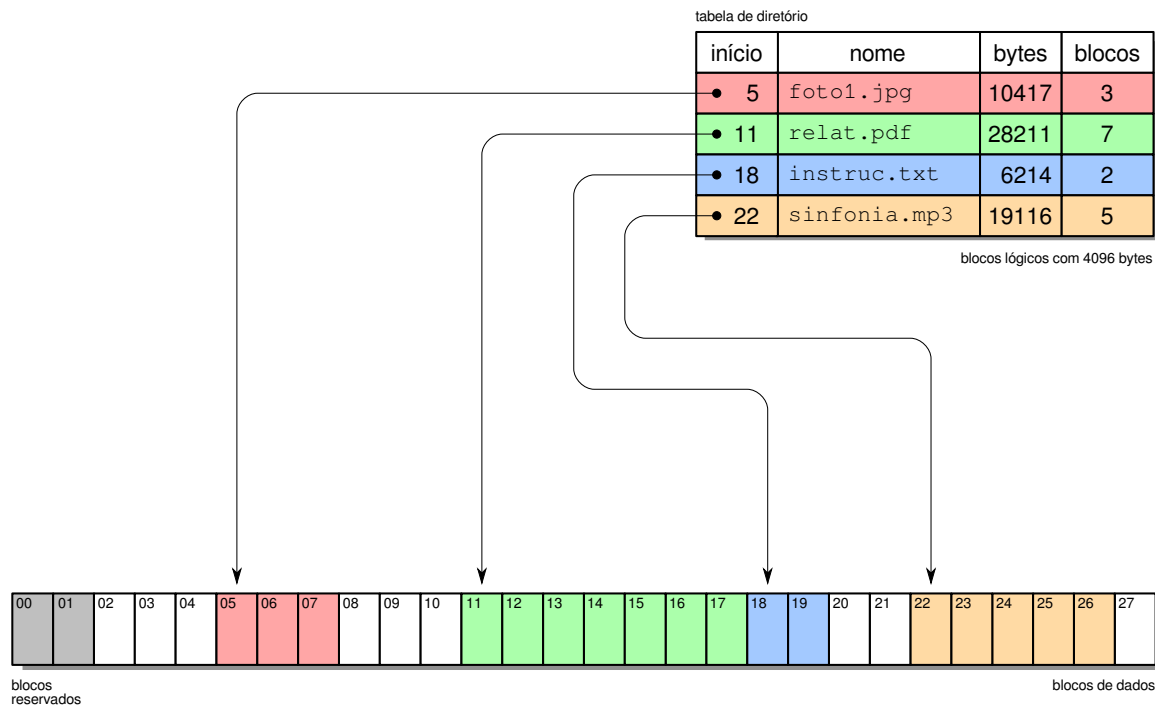 tabela de diretório
início nome bytes blocos
5 foto1.jpg 10417 3
11 relat.pdf 28211 7
18 instruc.txt 6214 2
22 sinfonia.mp3 19116 5
blocos lógicos com 4096 bytes
00 01 02 03 04 05 06 07 08 09 10 11 12 13 14 15 16 17 18 19 20 21 22 23 24 25 26 27
blocos
reservados
blocos de dados